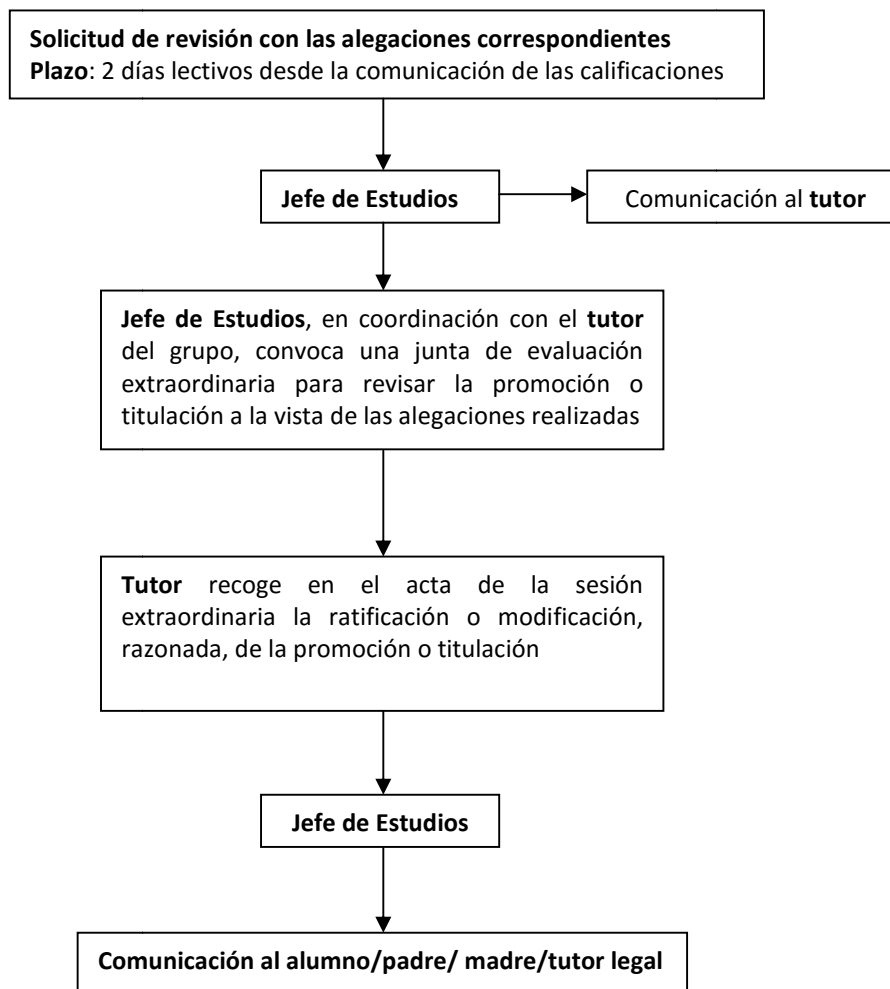 Solicitud de revisión con las alegaciones correspondientes
Plazo: 2 días lectivos desde la comunicación de las calificaciones
Jefe de Estudios
Comunicación al tutor
Jefe de Estudios, en coordinación con el tutor
del grupo, convoca una junta de evaluación
extraordinaria para revisar la promoción o
titulación a la vista de las alegaciones realizadas
Tutor recoge en el acta de la sesión
extraordinaria la ratificación o modificación,
razonada, de la promoción o titulación
Jefe de Estudios
Comunicación al alumno/padre/ madre/tutor legal